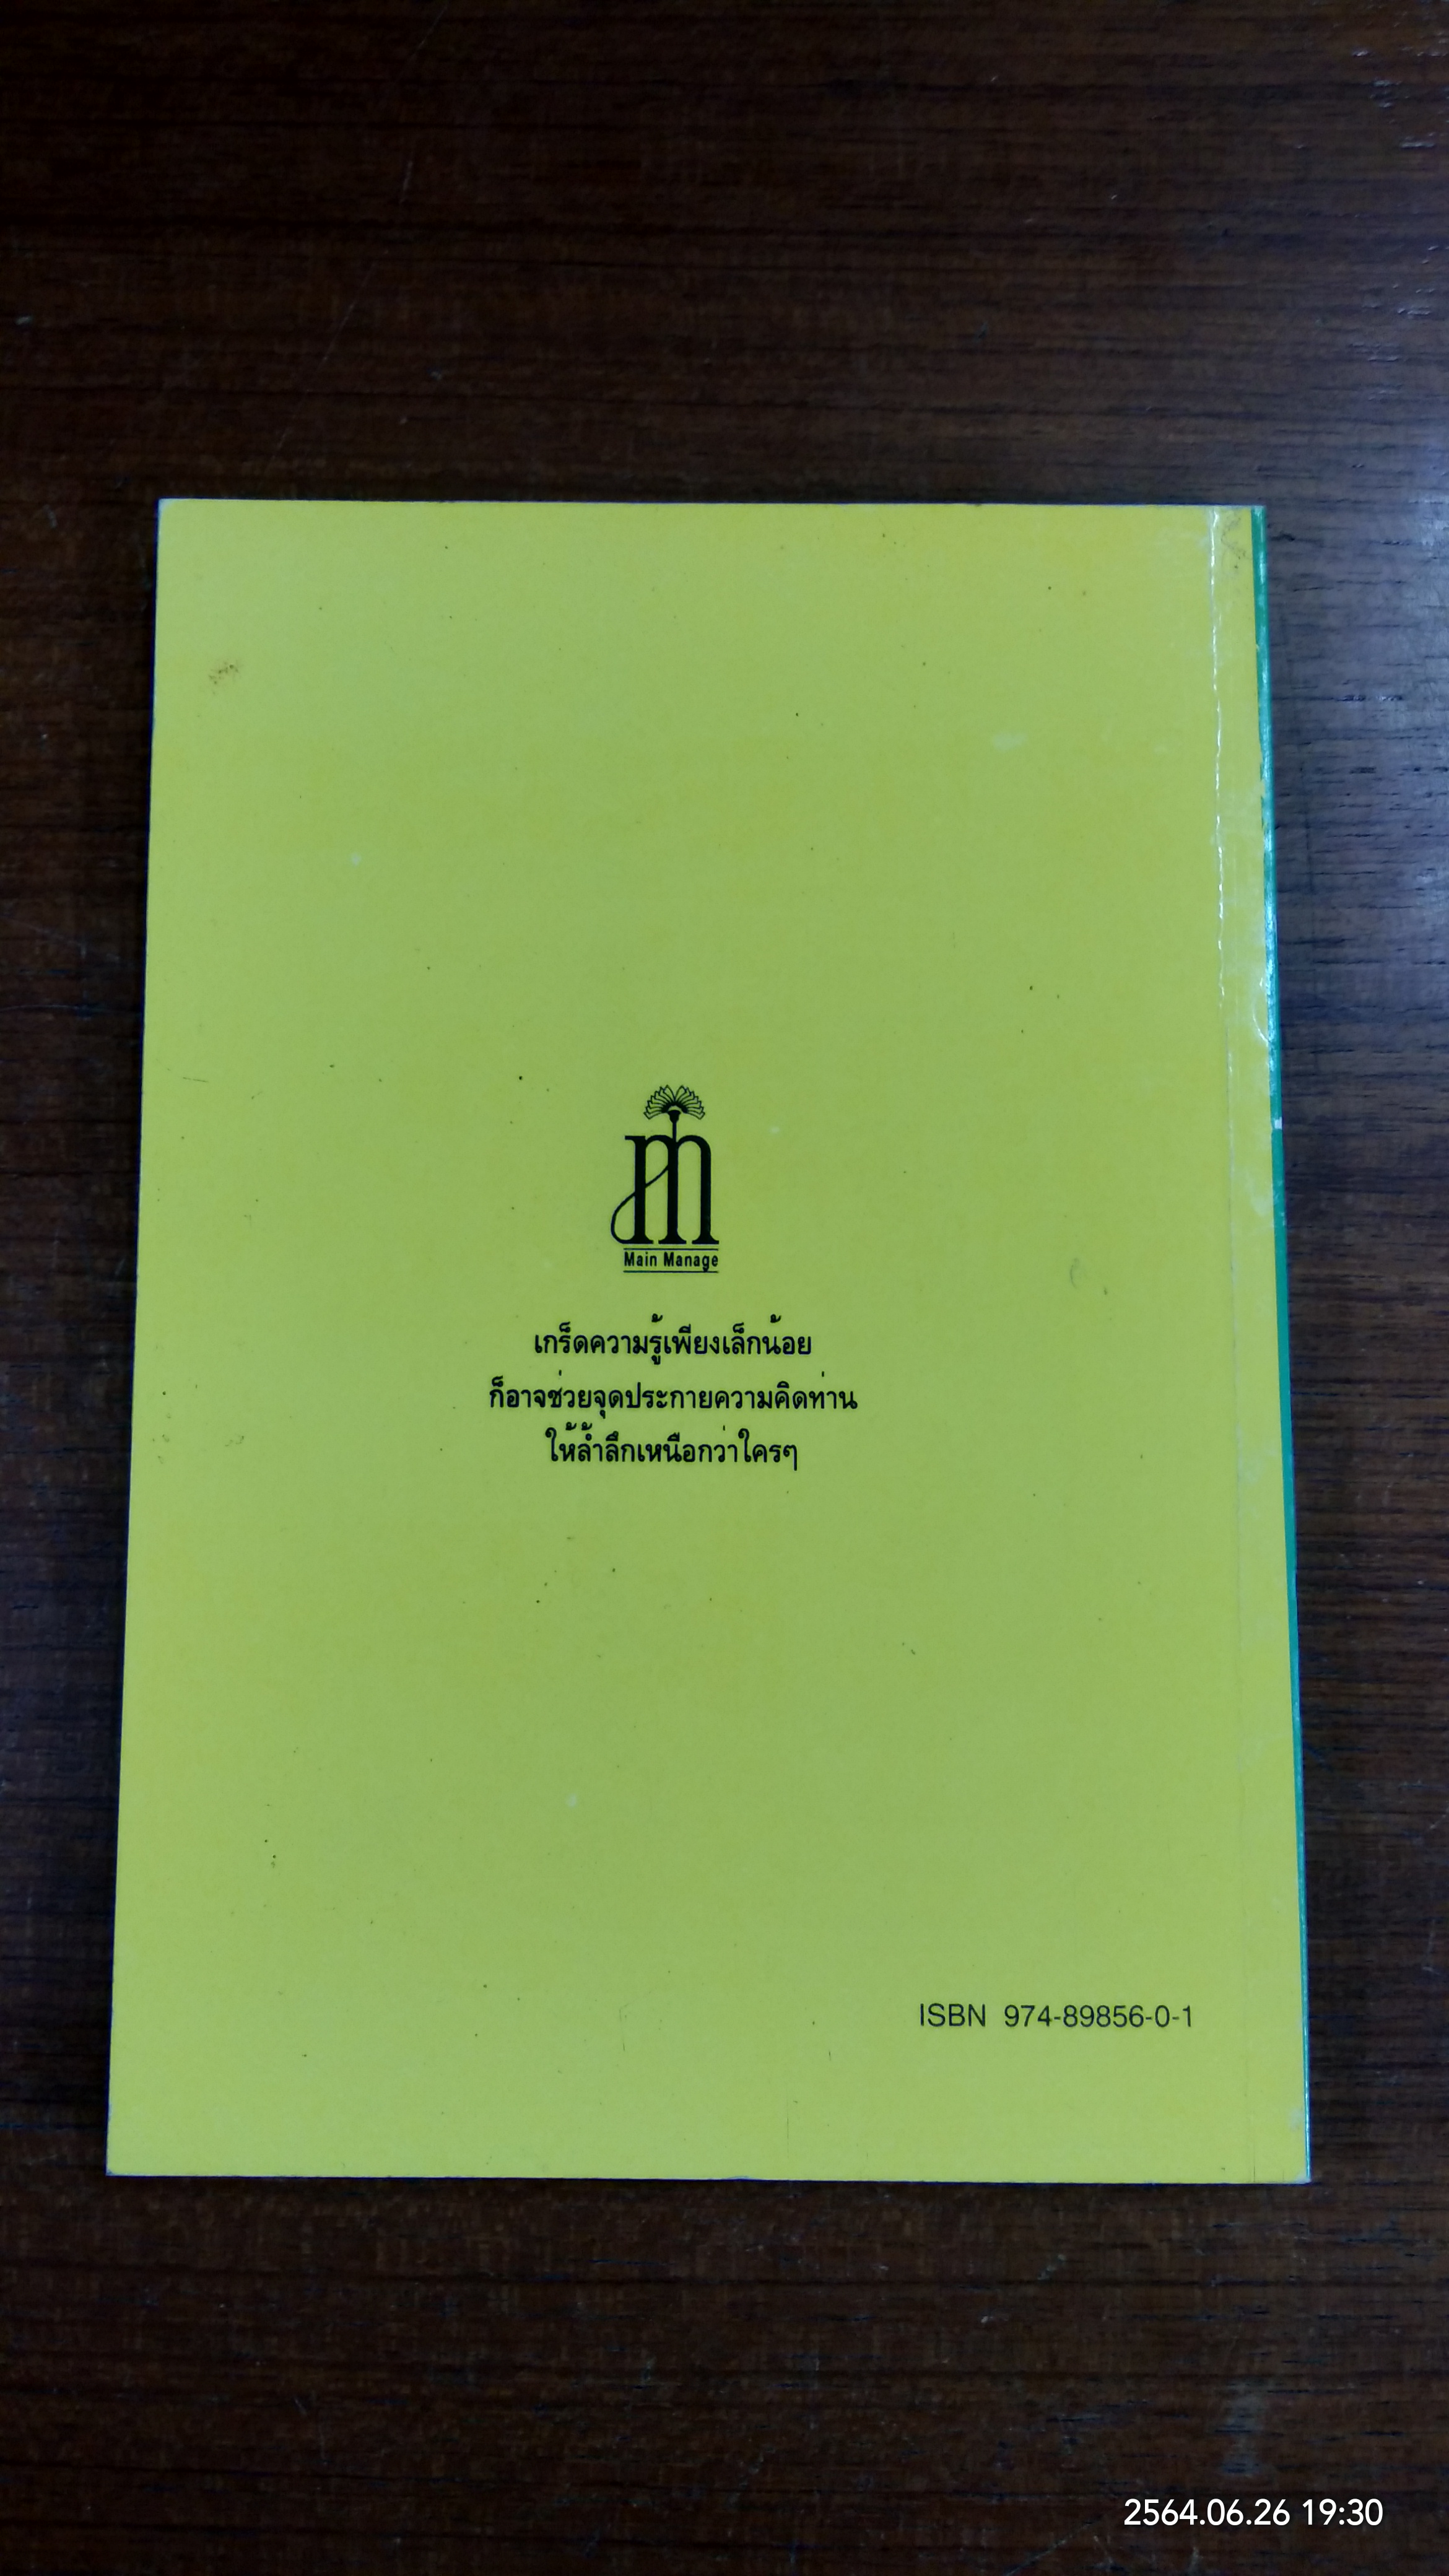 m
Main Manage
เกร็ดความรู้เพียงเล็กน้อย
ก็อาจช่วยจุดประกายความคิดท่าน
ให้ล้ำลึกเหนือกว่าใครๆ
ISBN 974-89856-0-1
2564.06.26 19:30